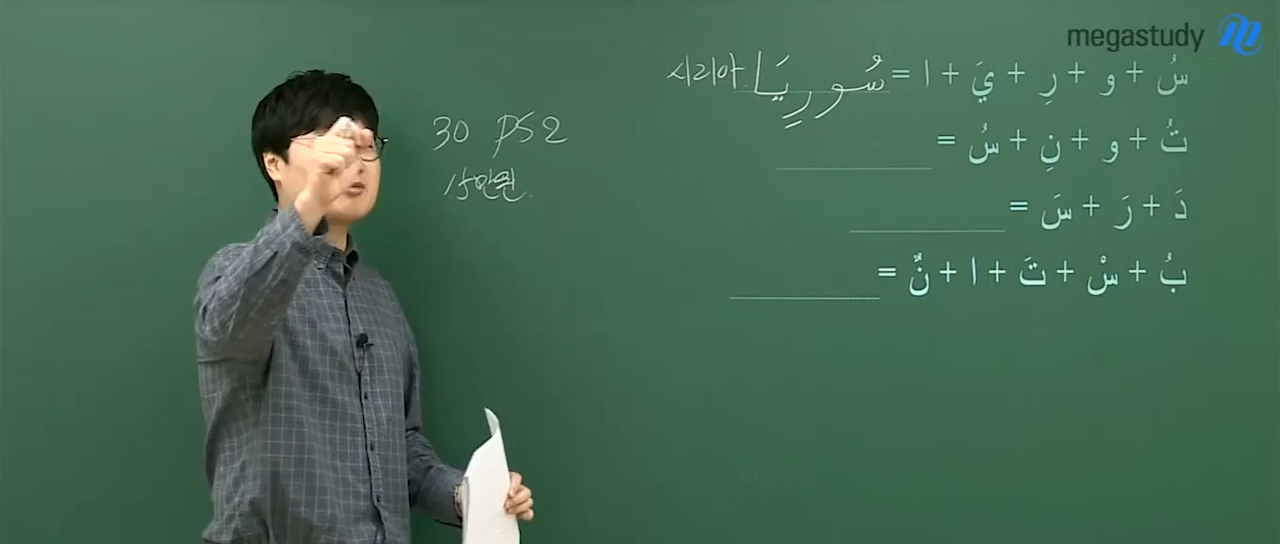 megastudy
سُ + و + رِ + يَ + ا = سُورِيَا 시리아
تُ + و + نِ + سُ =
دَ + رَ + سَ =
بُ + سْ + تَ + ا + نٌ =
30 PS2
15만원